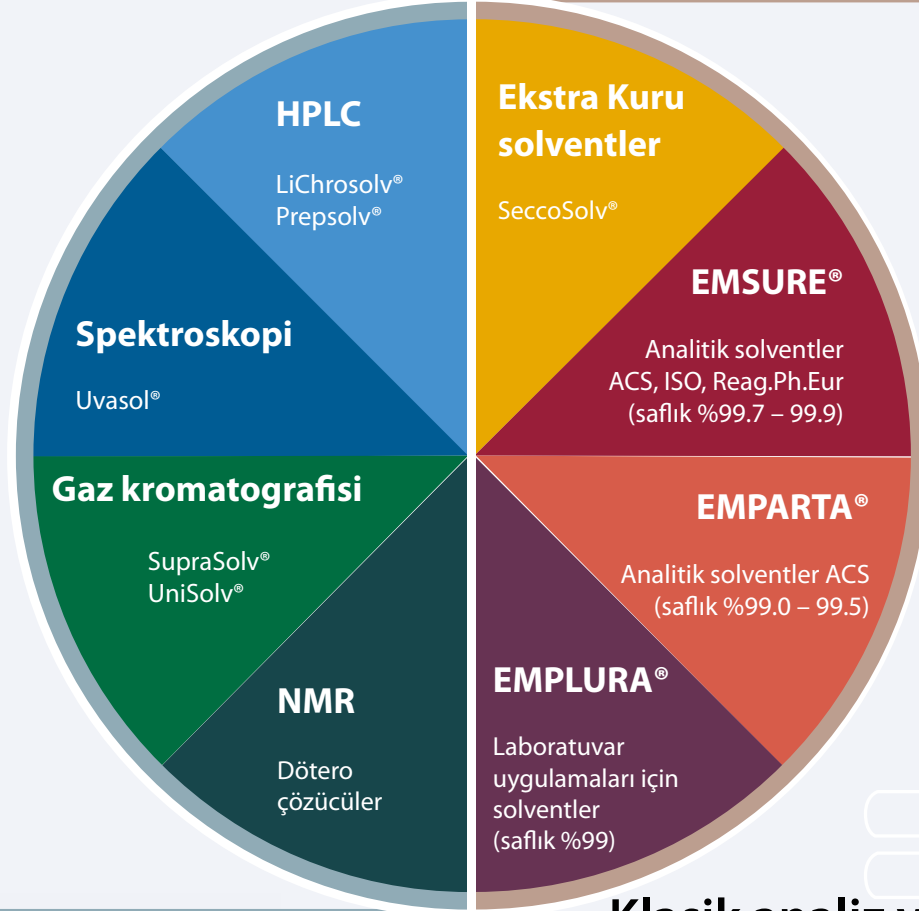 HPLC
LiChrosolv®
Prepsolv®
Spektroskopi
Uvasol®
Gaz kromatografisi
SupraSolv®
UniSolv®
NMR
Dötero
çözücüler
Ekstra Kuru
solventler
SeccoSolv®
EMSURE®
Analitik solventler
ACS, ISO, Reag.Ph.Eur
(saflık %99.7 – 99.9)
EMPARTA®
Analitik solventler ACS
(saflık %99.0 – 99.5)
EMPLURA®
Laboratuvar
uygulamaları için
solventler
(saflık %99)
Klasik analiz